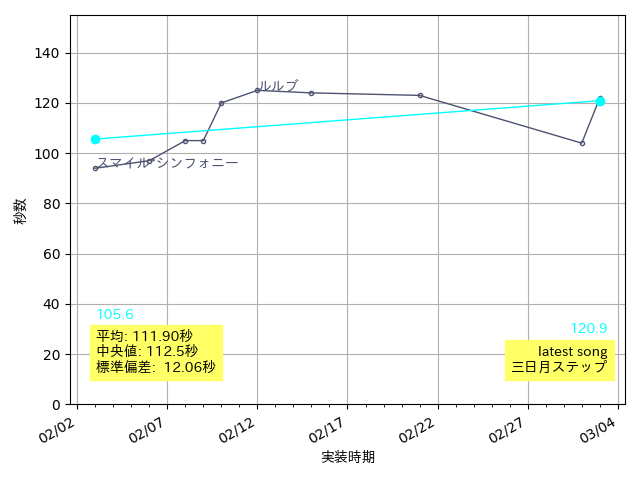 140
120
100
80
60
40
20
0
秒数
ルルブ
スマイル・シンフォニー
105.6
平均: 111.90秒
中央値: 112.5秒
標準偏差: 12.06秒
120.9
latest song
三日月ステップ
02/02
02/07
02/12
02/17
02/22
02/27
03/04
実装時期